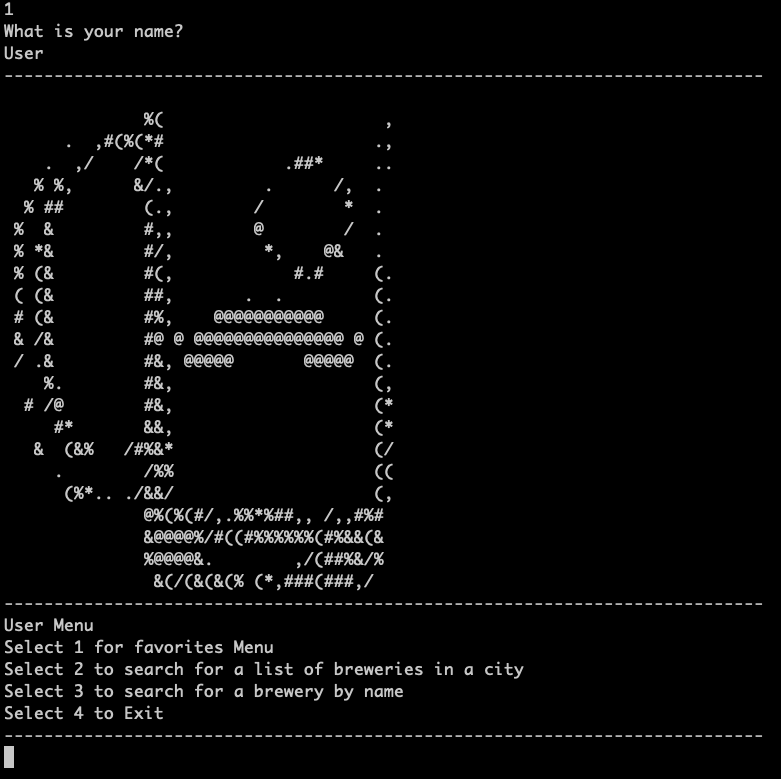 1
What is your name?
User
----------------------------------------------------------------------------
              %(                      ,
      .  ,#(%(*#                     .,
    .  ,/    /*(            .##*     ..
   % %,      &/.,         .      /,  .
  % ##        (.,        /        *  .
 %  &         #,,        @        /  .
 % *&         #/,         *,    @&   .
 % (&         #(,            #.#     (.
 ( (&         ##,       .  .         (.
 # (&         #%,    @@@@@@@@@@@     (.
 & /&         #@ @ @@@@@@@@@@@@@@@ @ (.
 / .&         #&, @@@@@       @@@@@  (.
    %.        #&,                    (,
  # /@        #&,                    (*
     #*       &&,                    (*
   &  (&%   /#%&*                    (/
     .        /%%                    ((
      (%*.. ./&&/                    (,
              @%(%(#/,.%%*%##,, /,,#%#
              &@@@@%/#((#%%%%%%(#%&&(&
              %@@@@&.        ,/(##%&/%
               &(/(&(&(% (*,###(###,/
----------------------------------------------------------------------------
User Menu
Select 1 for favorites Menu
Select 2 to search for a list of breweries in a city
Select 3 to search for a brewery by name
Select 4 to Exit
----------------------------------------------------------------------------